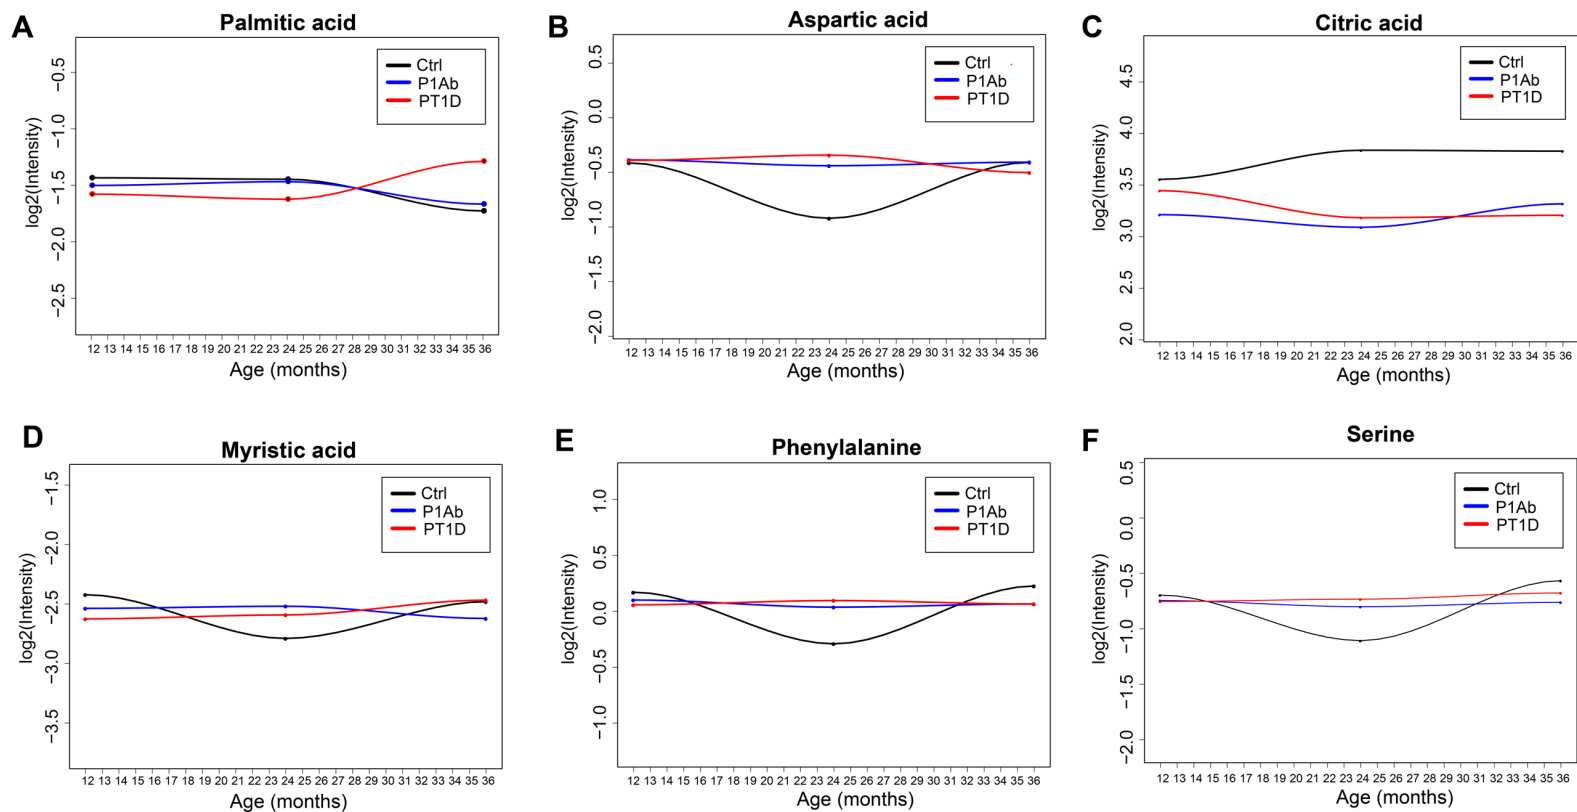 A
Palmitic acid
−0.5
−1.0
−1.5
−2.0
−2.5
log2(Intensity)
Ctrl
P1Ab
PT1D
12 13 14 15 16 17 18 19 20 21 22 23 24 25 26 27 28 29 30 31 32 33 34 35 36
Age (months)
B
Aspartic acid
0.5
0.0
−0.5
−1.0
−1.5
−2.0
log2(Intensity)
Ctrl
P1Ab
PT1D
12 13 14 15 16 17 18 19 20 21 22 23 24 25 26 27 28 29 30 31 32 33 34 35 36
Age (months)
C
Citric acid
4.5
4.0
3.5
3.0
2.5
2.0
log2(Intensity)
Ctrl
P1Ab
PT1D
12 13 14 15 16 17 18 19 20 21 22 23 24 25 26 27 28 29 30 31 32 33 34 35 36
Age (months)
D
Myristic acid
−1.5
−2.0
−2.5
−3.0
−3.5
log2(Intensity)
Ctrl
P1Ab
PT1D
12 13 14 15 16 17 18 19 20 21 22 23 24 25 26 27 28 29 30 31 32 33 34 35 36
Age (months)
E
Phenylalanine
1.0
0.5
0.0
−0.5
−1.0
log2(Intensity)
Ctrl
P1Ab
PT1D
12 13 14 15 16 17 18 19 20 21 22 23 24 25 26 27 28 29 30 31 32 33 34 35 36
Age (months)
F
Serine
0.5
0.0
−0.5
−1.0
−1.5
−2.0
log2(Intensity)
Ctrl
P1Ab
PT1D
12 13 14 15 16 17 18 19 20 21 22 23 24 25 26 27 28 29 30 31 32 33 34 35 36
Age (months)